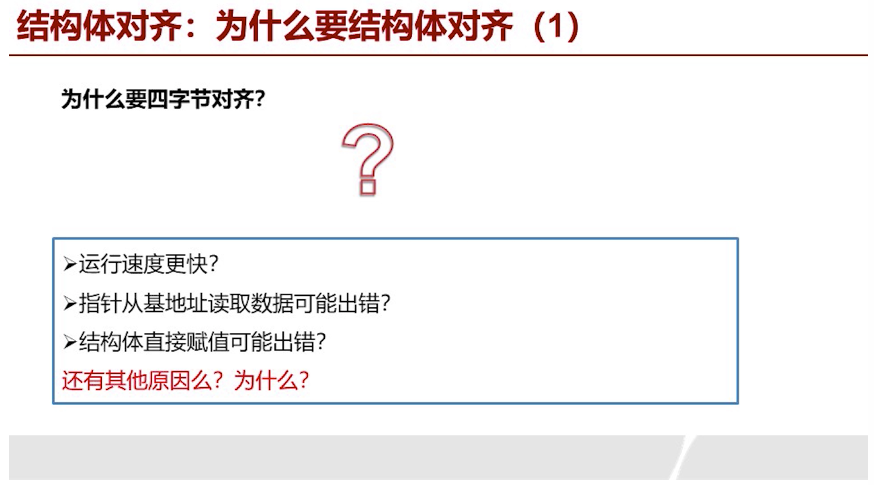 结构体对齐：为什么要结构体对齐（1）
为什么要四字节对齐？
?
➢运行速度更快？
➢指针从基地址读取数据可能出错？
➢结构体直接赋值可能出错？
还有其他原因么？为什么？